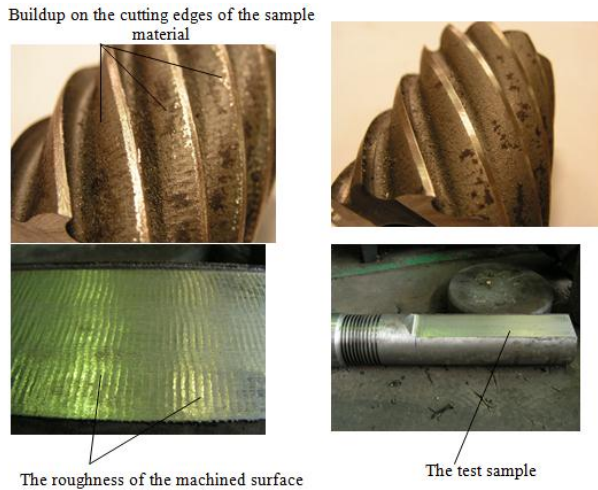 Buildup on the cutting edges of the sample
material
The roughness of the machined surface
The test sample